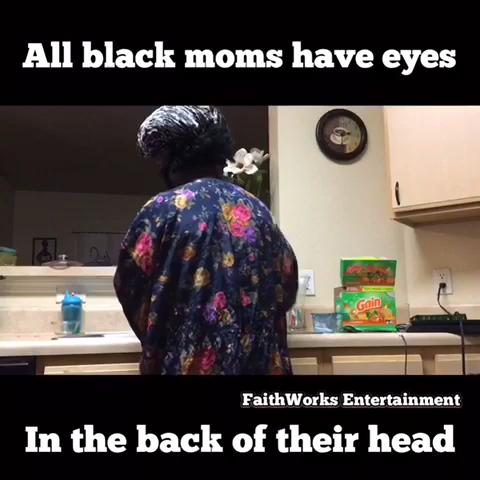 All black moms have eyes
Gain
FaithWorks Entertainment
In the back of their head